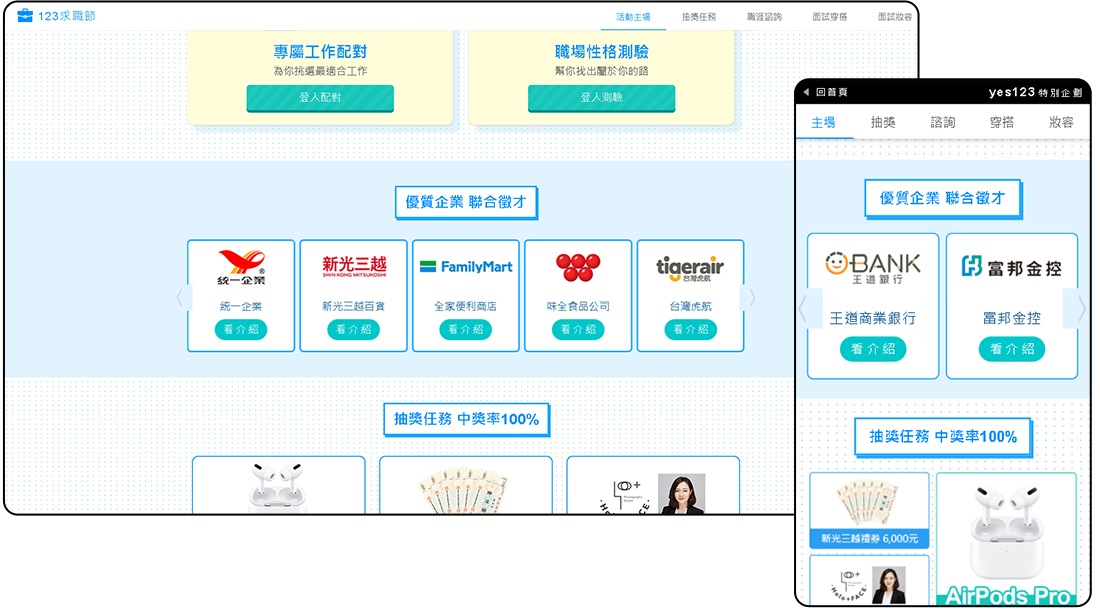 123求職節
活動主場 抽獎任務 職涯諮詢 面試穿搭 面試妝容
專屬工作配對
為你挑選最適合工作
登入配對
職場性格測驗
幫你找出屬於你的路
登入測驗
優質企業 聯合徵才
統一企業®
統一企業
看介紹
新光三越
SHIN KONG MITSUKOSHI
新光三越百貨
看介紹
FamilyMart
全家便利商店
看介紹
味全食品公司
看介紹
tigerair
台灣虎航
台灣虎航
看介紹
抽獎任務 中獎率100%
Holo+FACE
回首頁
yes123 特別企劃
主場 抽獎 諮詢 穿搭 妝容
優質企業 聯合徵才
O-BANK
王道銀行
王道商業銀行
看介紹
富邦金控
富邦金控
看介紹
抽獎任務 中獎率100%
新光三越禮券 6,000元
Holo+FACE
AirPods Pro